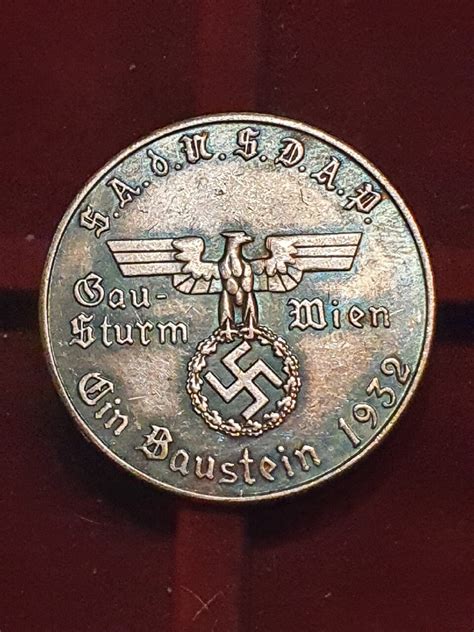 S.A.d.N.S.D.A.P.
Gau-
Sturm Wien
Ein Baustein 1932